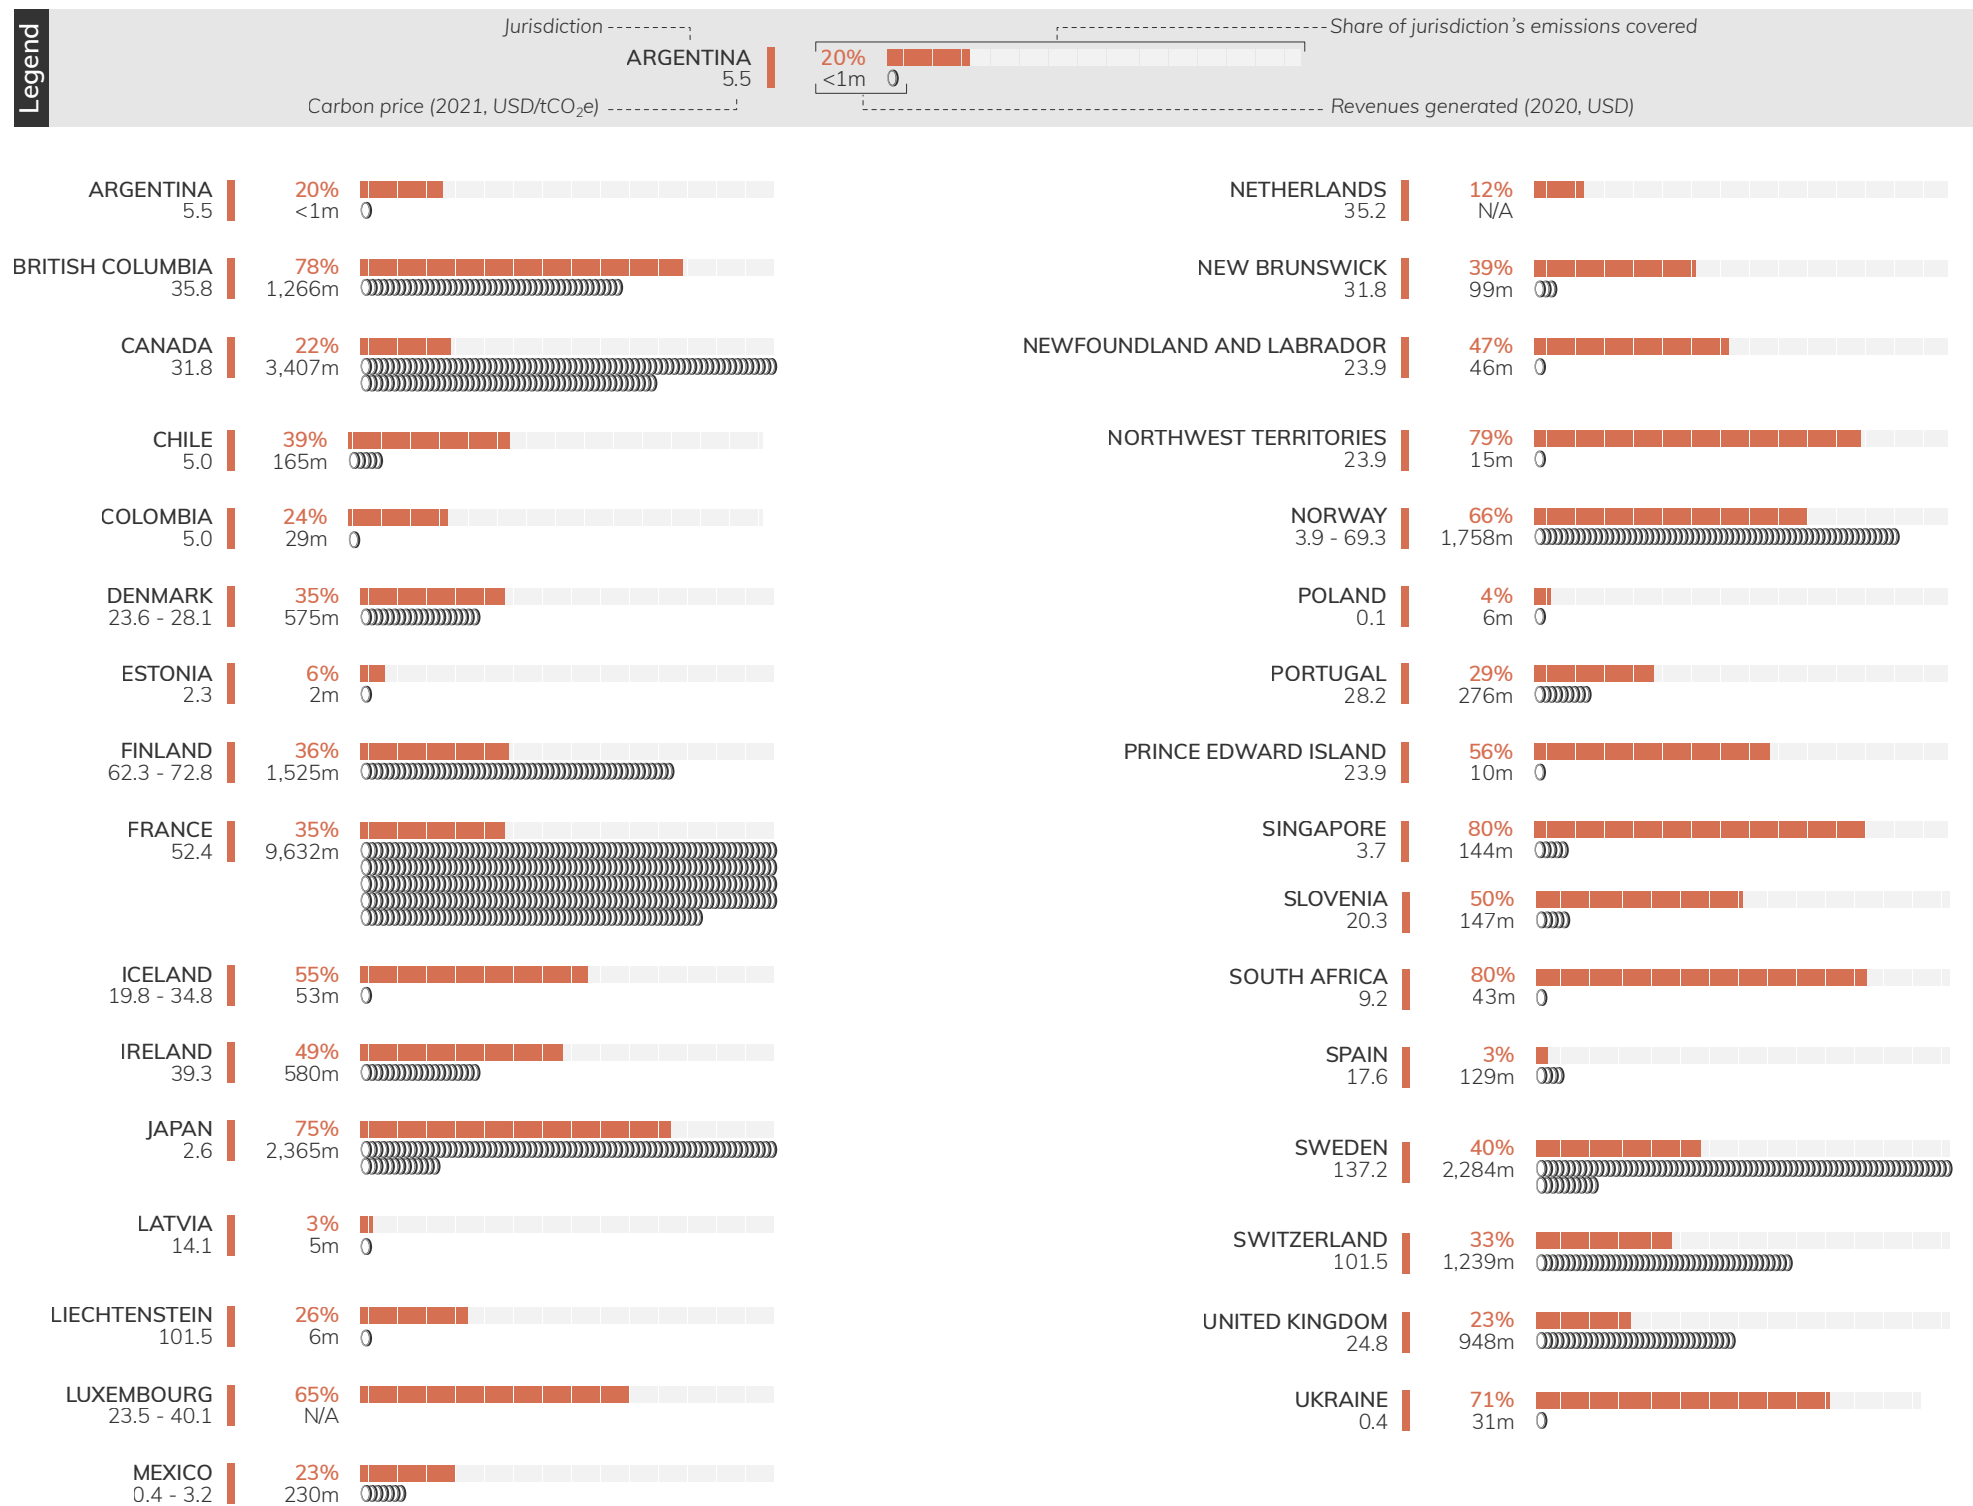 Legend
Jurisdiction
Share of jurisdiction's emissions covered
ARGENTINA
20%
5.5
<1m
Carbon price (2021, USD/tCO₂e)
Revenues generated (2020, USD)
ARGENTINA
20%
5.5
<1m
BRITISH COLUMBIA
78%
35.8
1,266m
CANADA
22%
31.8
3,407m
CHILE
39%
5.0
165m
COLOMBIA
24%
5.0
29m
DENMARK
35%
23.6 - 28.1
575m
ESTONIA
6%
2.3
2m
FINLAND
36%
62.3 - 72.8
1,525m
FRANCE
35%
52.4
9,632m
ICELAND
55%
19.8 - 34.8
53m
IRELAND
49%
39.3
580m
JAPAN
75%
2.6
2,365m
LATVIA
3%
14.1
5m
LIECHTENSTEIN
26%
101.5
6m
LUXEMBOURG
65%
23.5 - 40.1
N/A
MEXICO
23%
0.4 - 3.2
230m
NETHERLANDS
12%
35.2
N/A
NEW BRUNSWICK
39%
31.8
99m
NEWFOUNDLAND AND LABRADOR
47%
23.9
46m
NORTHWEST TERRITORIES
79%
23.9
15m
NORWAY
66%
3.9 - 69.3
1,758m
POLAND
4%
0.1
6m
PORTUGAL
29%
28.2
276m
PRINCE EDWARD ISLAND
56%
23.9
10m
SINGAPORE
80%
3.7
144m
SLOVENIA
50%
20.3
147m
SOUTH AFRICA
80%
9.2
43m
SPAIN
3%
17.6
129m
SWEDEN
40%
137.2
2,284m
SWITZERLAND
33%
101.5
1,239m
UNITED KINGDOM
23%
24.8
948m
UKRAINE
71%
0.4
31m